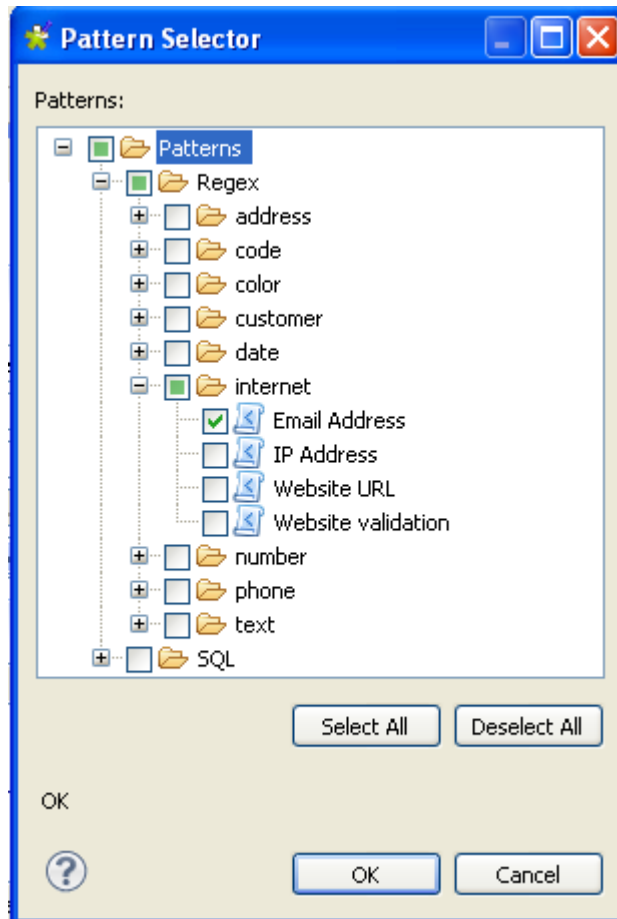 Pattern Selector
Patterns:
Patterns
Regex
address
code
color
customer
date
internet
Email Address
IP Address
Website URL
Website validation
number
phone
text
SQL
Select All Deselect All
OK
? OK Cancel